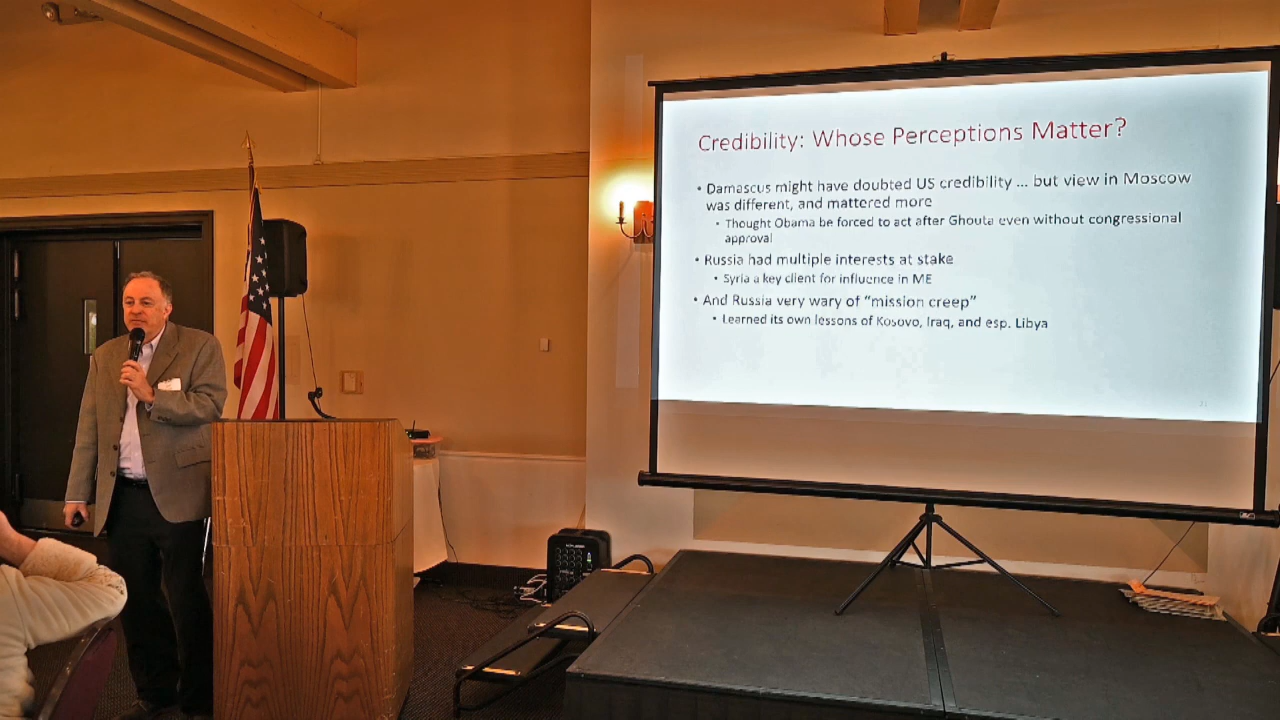 Credibility: Whose Perceptions Matter?
• Damascus might have doubted US credibility ... but view in Moscow
was different, and mattered more
• Thought Obama be forced to act after Ghouta even without congressional
approval
• Russia had multiple interests at stake
• Syria a key client for influence in ME
• And Russia very wary of “mission creep”
• Learned its own lessons of Kosovo, Iraq, and esp. Libya